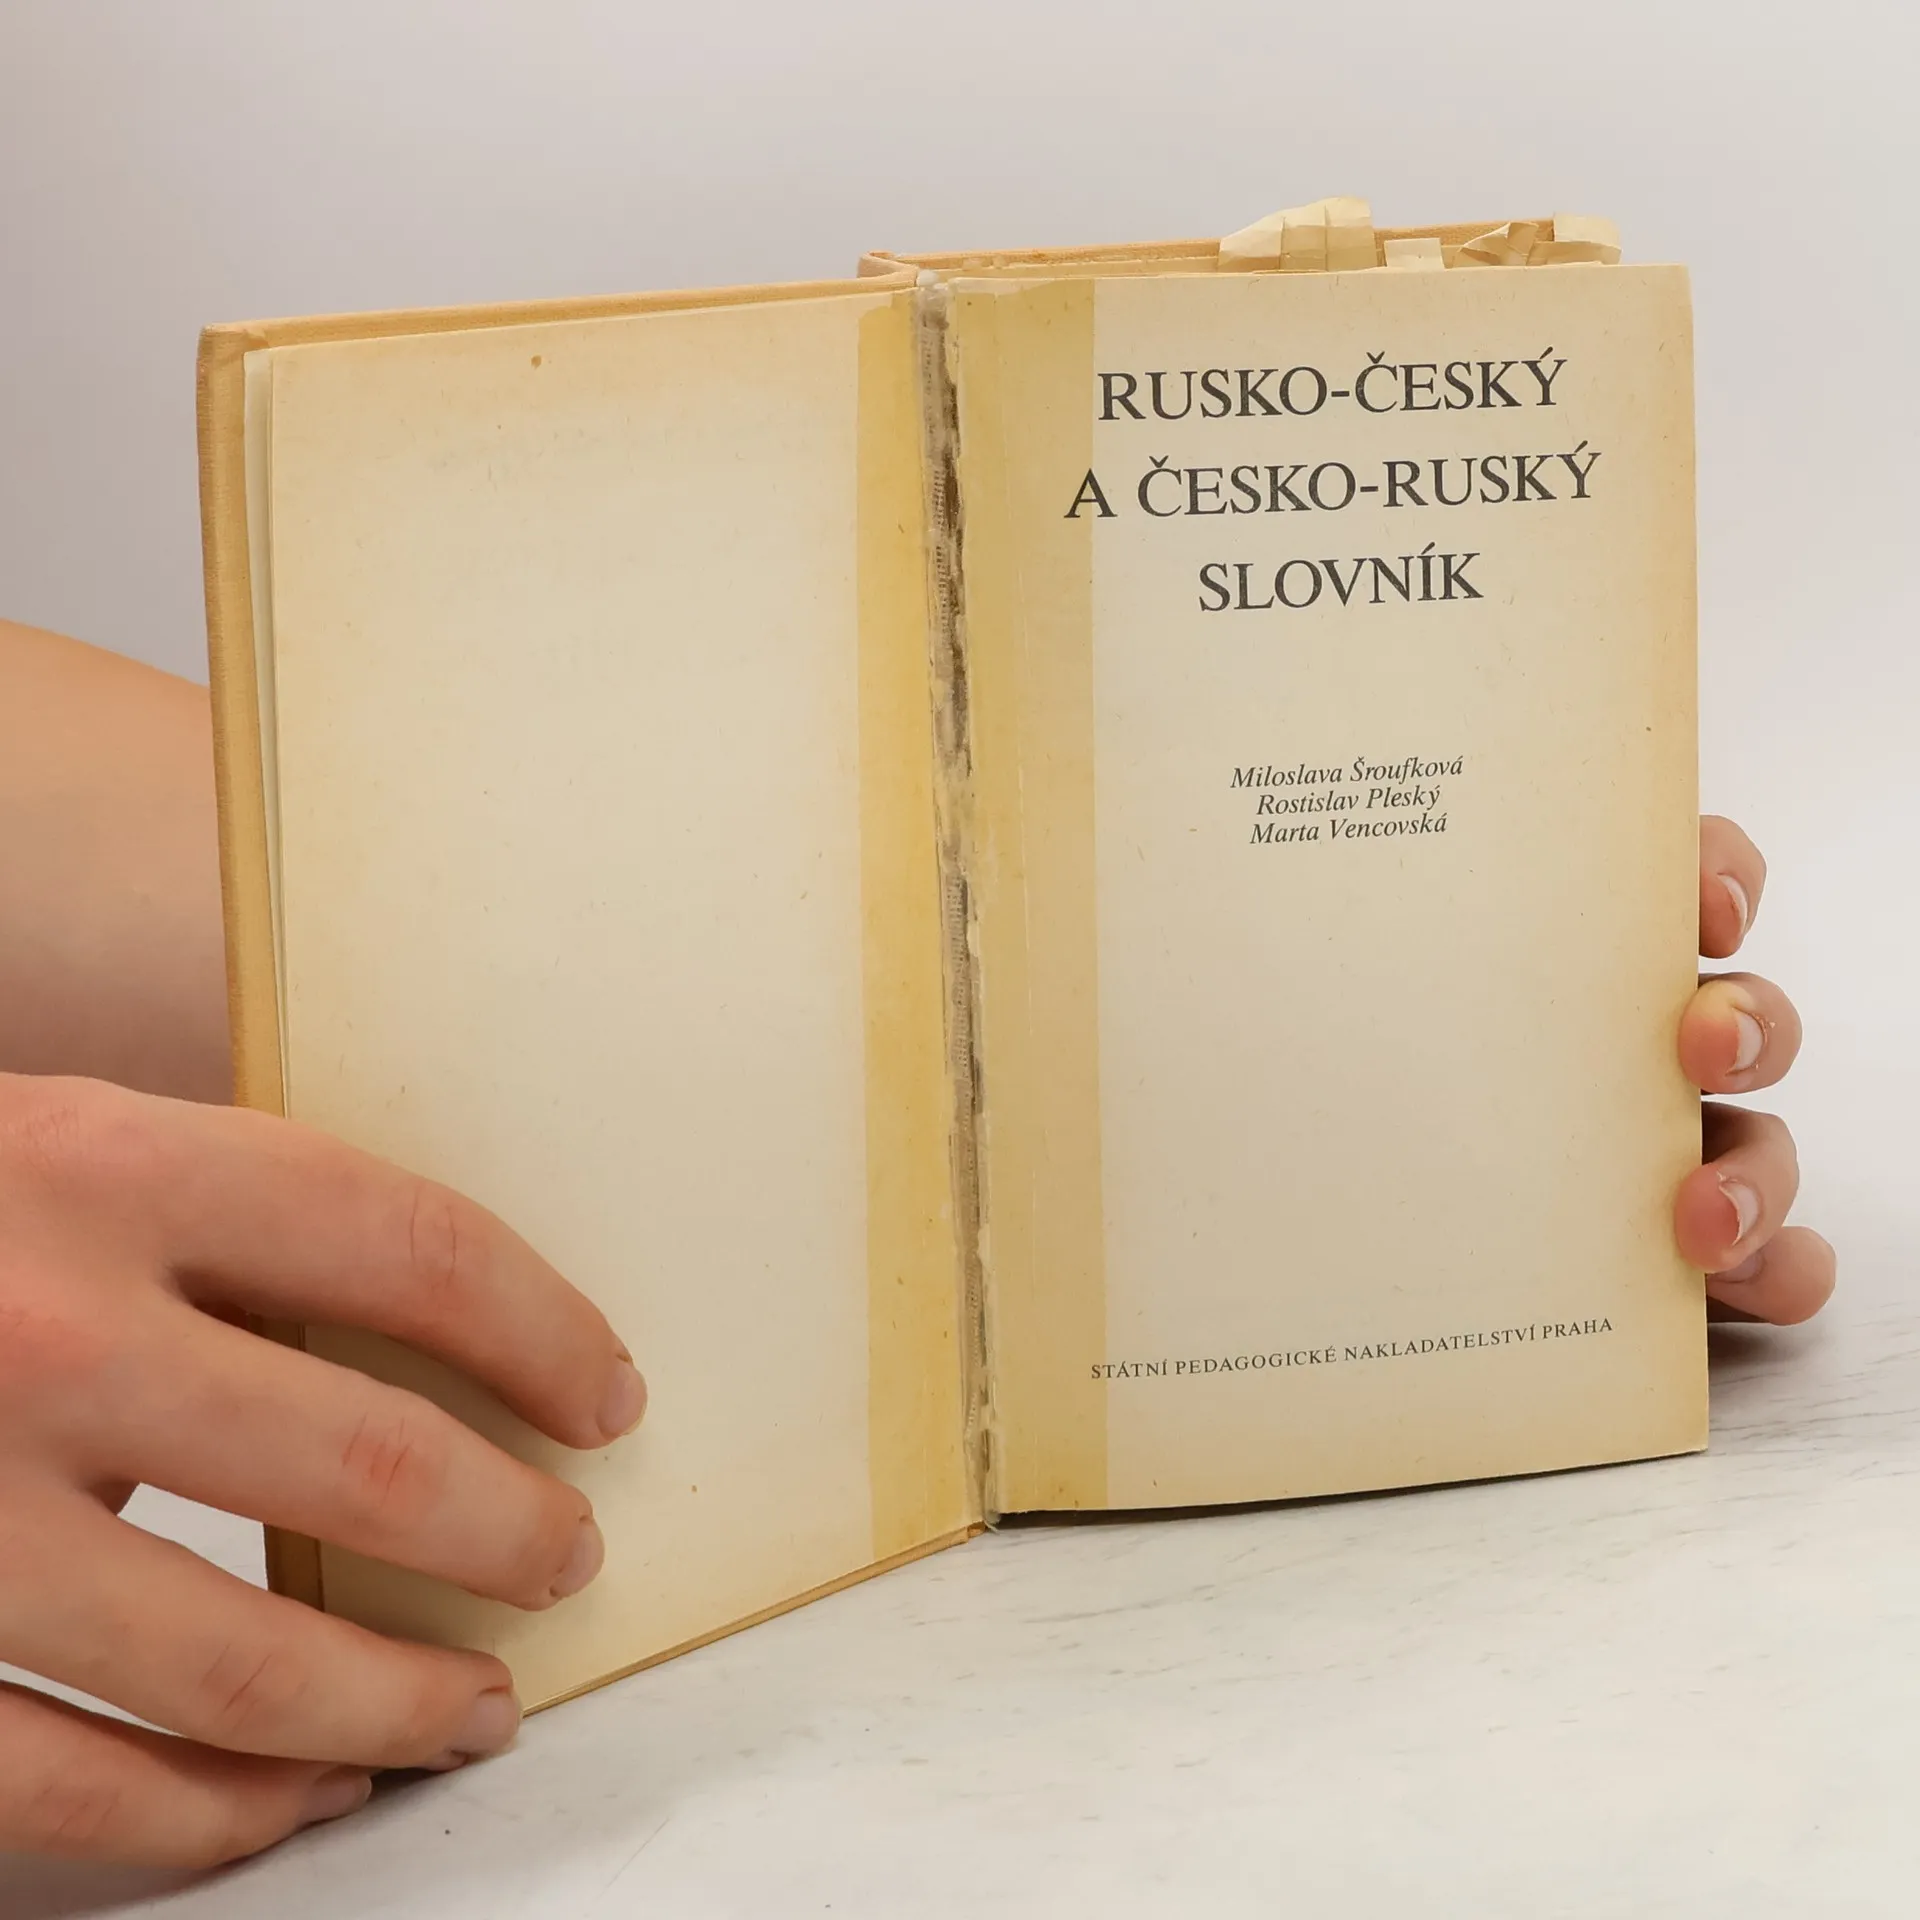 RUSKO-ČESKÝ
A ČESKO-RUSKÝ
SLOVNÍK
Miloslava Šroufková
Rostislav Pleský
Marta Vencovská
STÁTNÍ PEDAGOGICKÉ NAKLADATELSTVÍ PRAHA